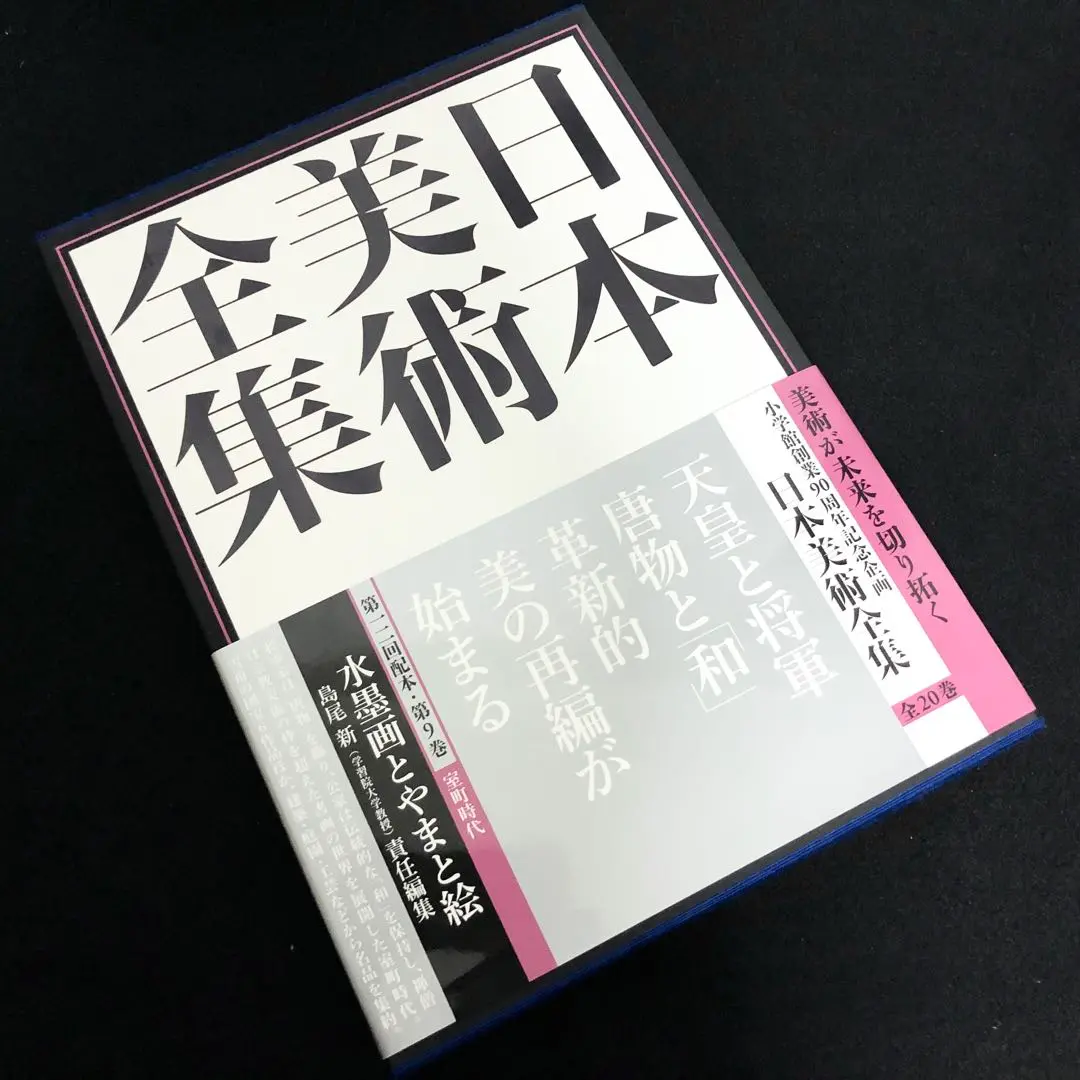 日本
美術
全集
美術が未来を切り拓く
小学館創業90周年記念企画
日本美術全集
全20巻
天皇と将軍
唐物と「和」
革新的
美の再編が
始まる
第一二回配本・第9巻 室町時代
水墨画とやまと絵
島尾 新（学習院大学教授）責任編集